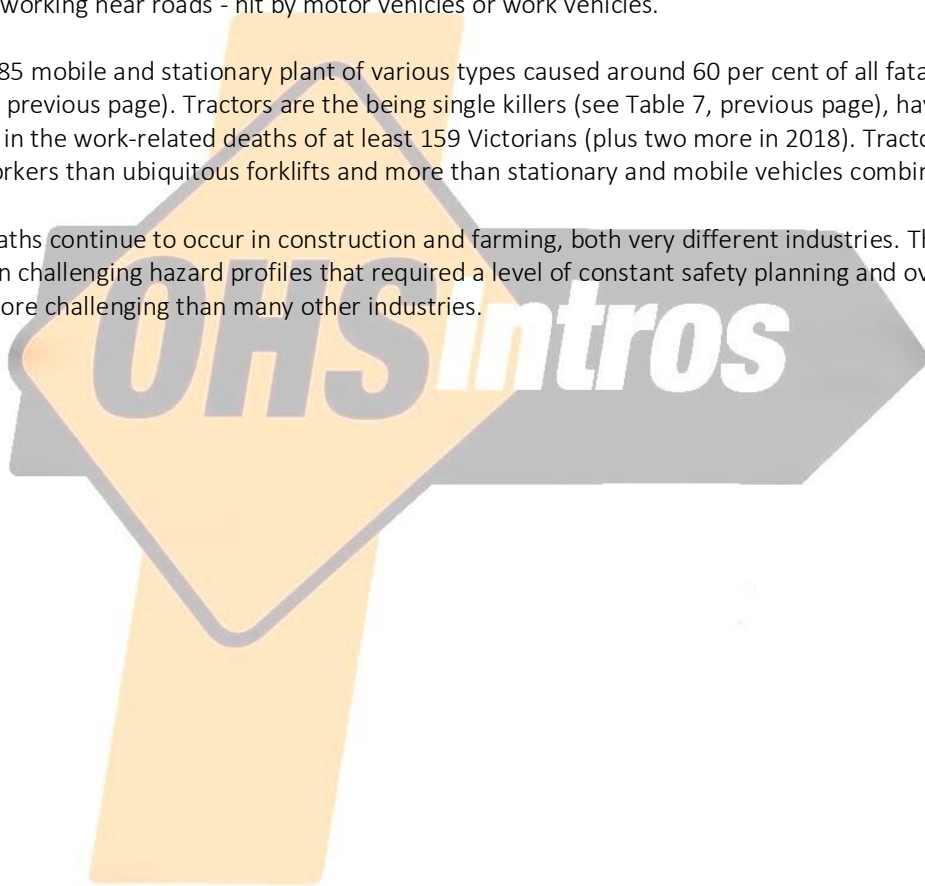 working near roads - hit by motor vehicles or work vehicles.
85 mobile and stationary plant of various types caused around 60 per cent of all fata
previous page). Tractors are the being single killers (see Table 7, previous page), hav
in the work-related deaths of at least 159 Victorians (plus two more in 2018). Tracto
orkers than ubiquitous forklifts and more than stationary and mobile vehicles combin
aths continue to occur in construction and farming, both very different industries. Th
n challenging hazard profiles that required a level of constant safety planning and ov
ore challenging than many other industries.
OHSintros